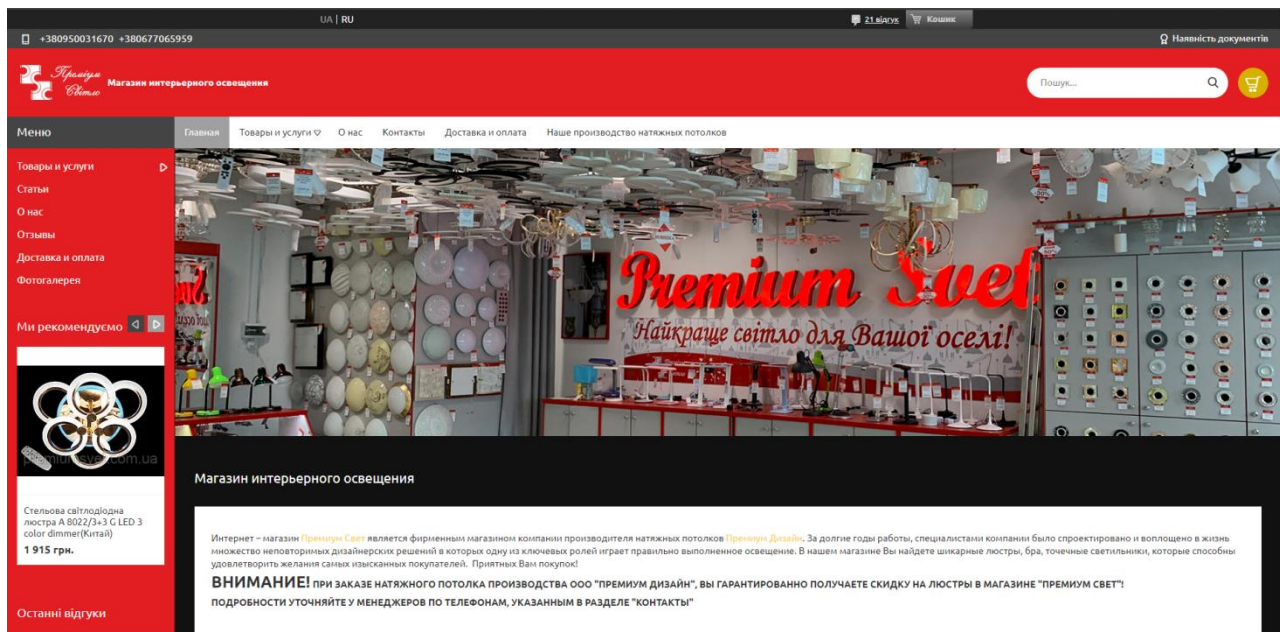 UA | RU
21 відгук
Кошик
+380950031670 +380677065959
Наявність документів
Преміум
Світло
Магазин интерьерного освещения
Пошук...
Меню
Главная
Товары и услуги
О нас
Контакты
Доставка и оплата
Наше производство натяжных потолков
Товары и услуги
Статьи
О нас
Отзывы
Доставка и оплата
Фотогалерея
Premium Svet
Найкраще світло для Вашої оселі!
Ми рекомендуємо
premiumsvet.com.ua
Стельова світлодіодна
люстра A 8022/3+3 G LED 3
color dimmer(Китай)
1 915 грн.
Останні відгуки
Магазин интерьерного освещения
Интернет – магазин Премиум Свет является фирменным магазином компании производителя натяжных потолков Премиум Дизайн. За долгие годы работы, специалистами компании было спроектировано и воплощено в жизнь
множество неповторимых дизайнерских решений в которых одну из ключевых ролей играет правильно выполненное освещение. В нашем магазине Вы найдете шикарные люстры, бра, точечные светильники, которые способны
удовлетворить желания самых изысканных покупателей. Приятных Вам покупок!
ВНИМАНИЕ! ПРИ ЗАКАЗЕ НАТЯЖНОГО ПОТОЛКА ПРОИЗВОДСТВА ООО "ПРЕМИУМ ДИЗАЙН", ВЫ ГАРАНТИРОВАННО ПОЛУЧАЕТЕ СКИДКУ НА ЛЮСТРЫ В МАГАЗИНЕ "ПРЕМИУМ СВЕТ"!
ПОДРОБНОСТИ УТОЧНЯЙТЕ У МЕНЕДЖЕРОВ ПО ТЕЛЕФОНАМ, УКАЗАННЫМ В РАЗДЕЛЕ "КОНТАКТЫ"